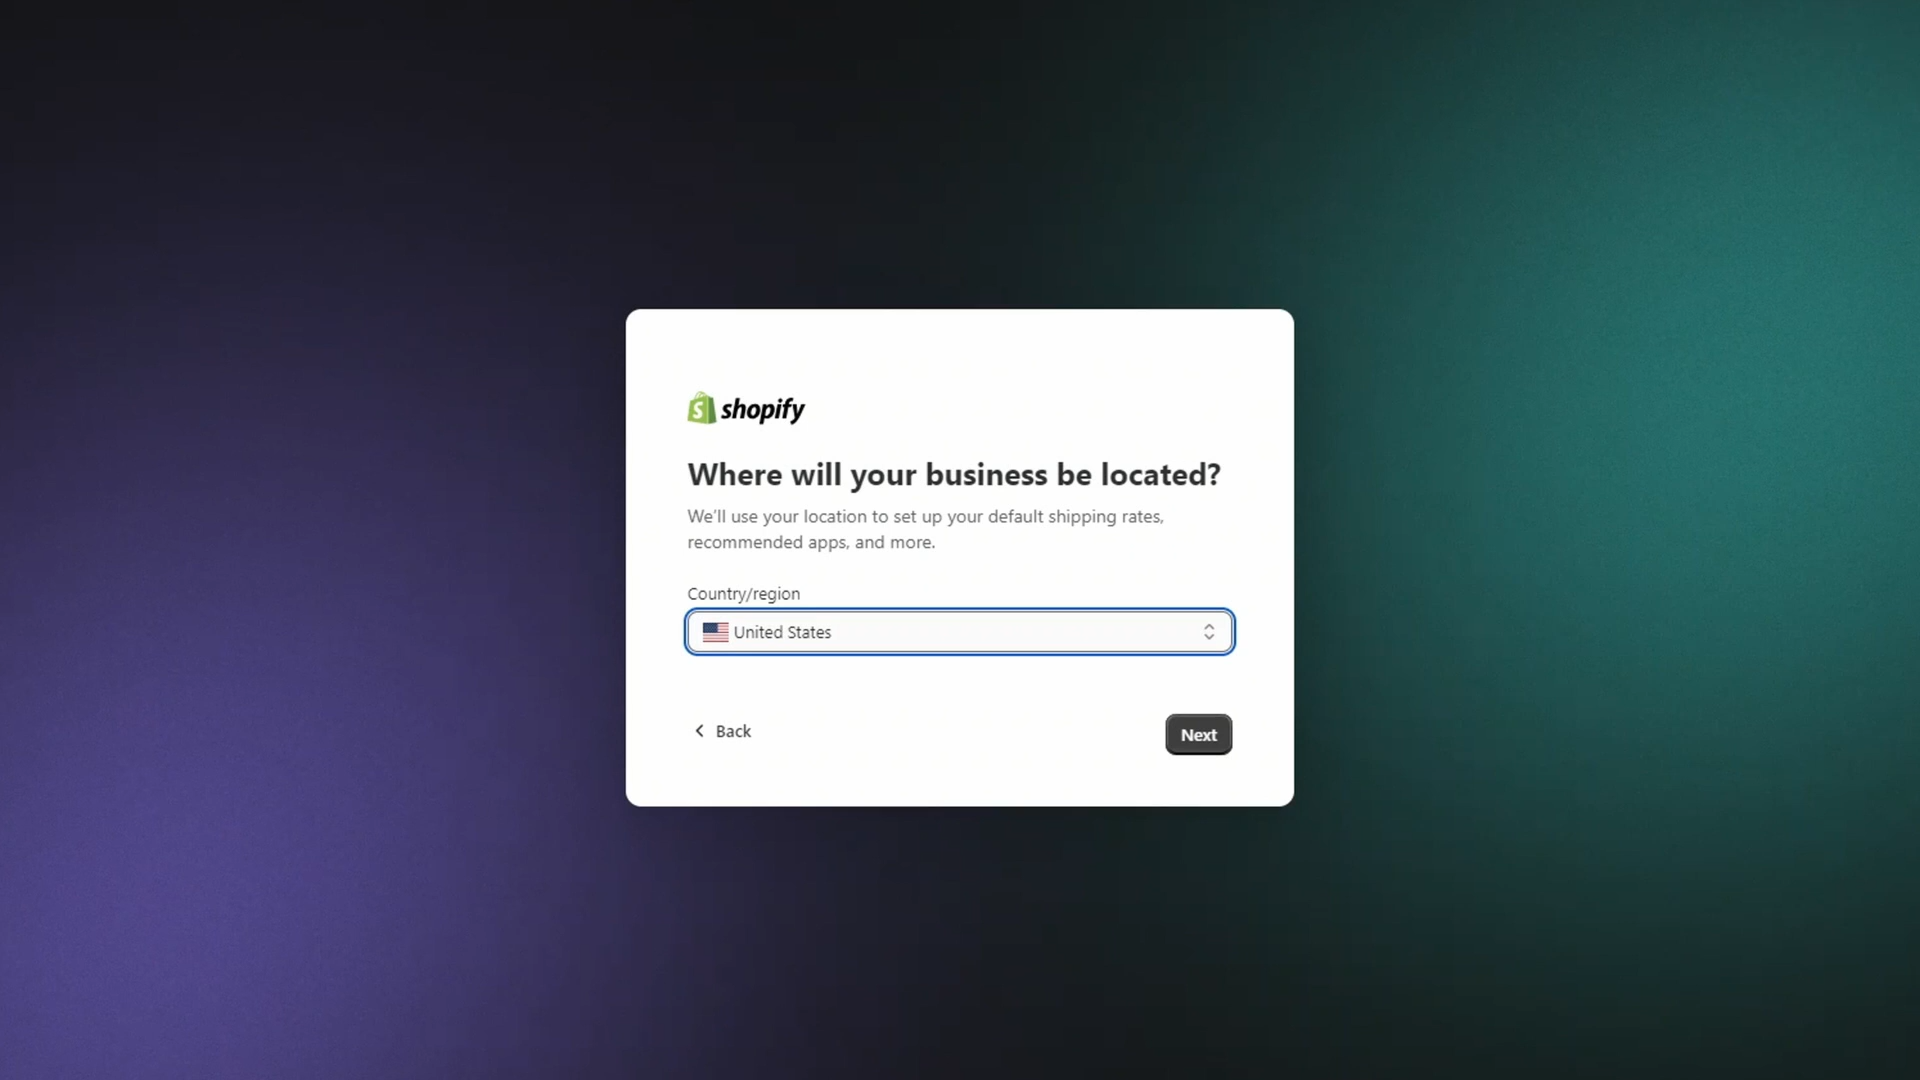 shopify
Where will your business be located?
We'll use your location to set up your default shipping rates,
recommended apps, and more.
Country/region
United States
Back
Next